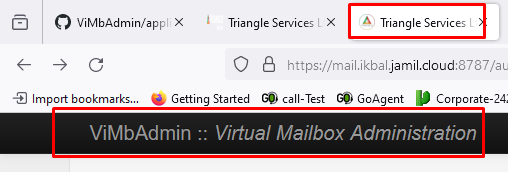 ViMbAdmin/appli
Triangle Services L
Triangle Services L
https://mail.ikbal.jamil.cloud:8787/au
Import bookmarks...
Getting Started
call-Test
GoAgent
Corporate-242
ViMbAdmin :: Virtual Mailbox Administration